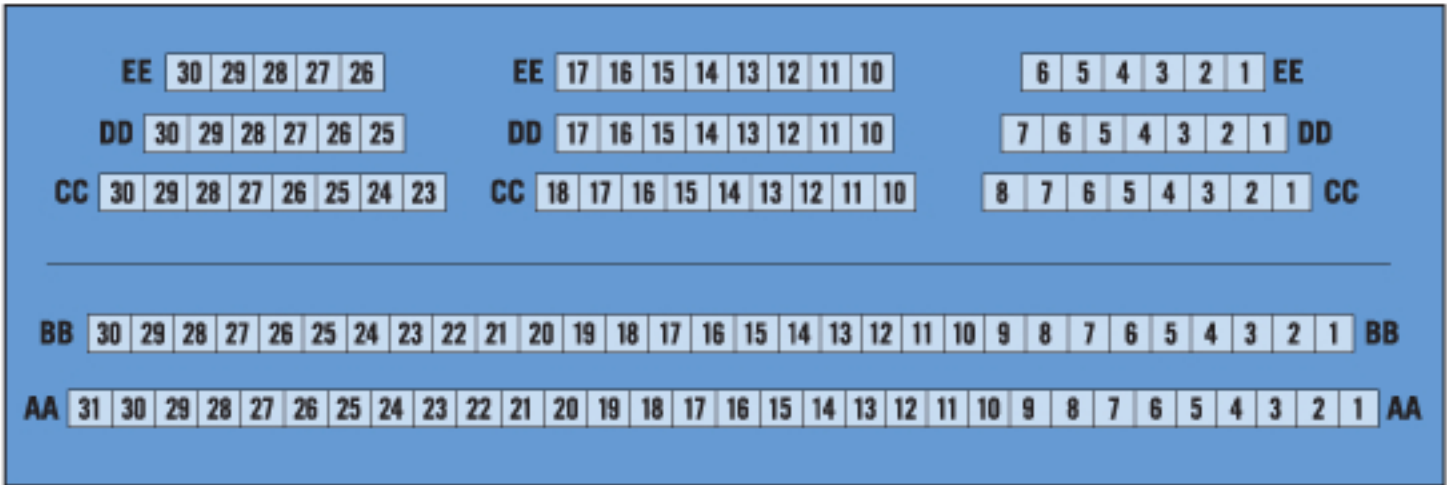 EE 30 29 28 27 26 EE 17 16 15 14 13 12 11 10 6 5 4 3 2 1 EE
DD 30 29 28 27 26 25 DD 17 16 15 14 13 12 11 10 7 6 5 4 3 2 1 DD
CC 30 29 28 27 26 25 24 23 CC 18 17 16 15 14 13 12 11 10 8 7 6 5 4 3 2 1 CC
BB 30 29 28 27 26 25 24 23 22 21 20 19 18 17 16 15 14 13 12 11 10 9 8 7 6 5 4 3 2 1 BB
AA 31 30 29 28 27 26 25 24 23 22 21 20 19 18 17 16 15 14 13 12 11 10 9 8 7 6 5 4 3 2 1 AA